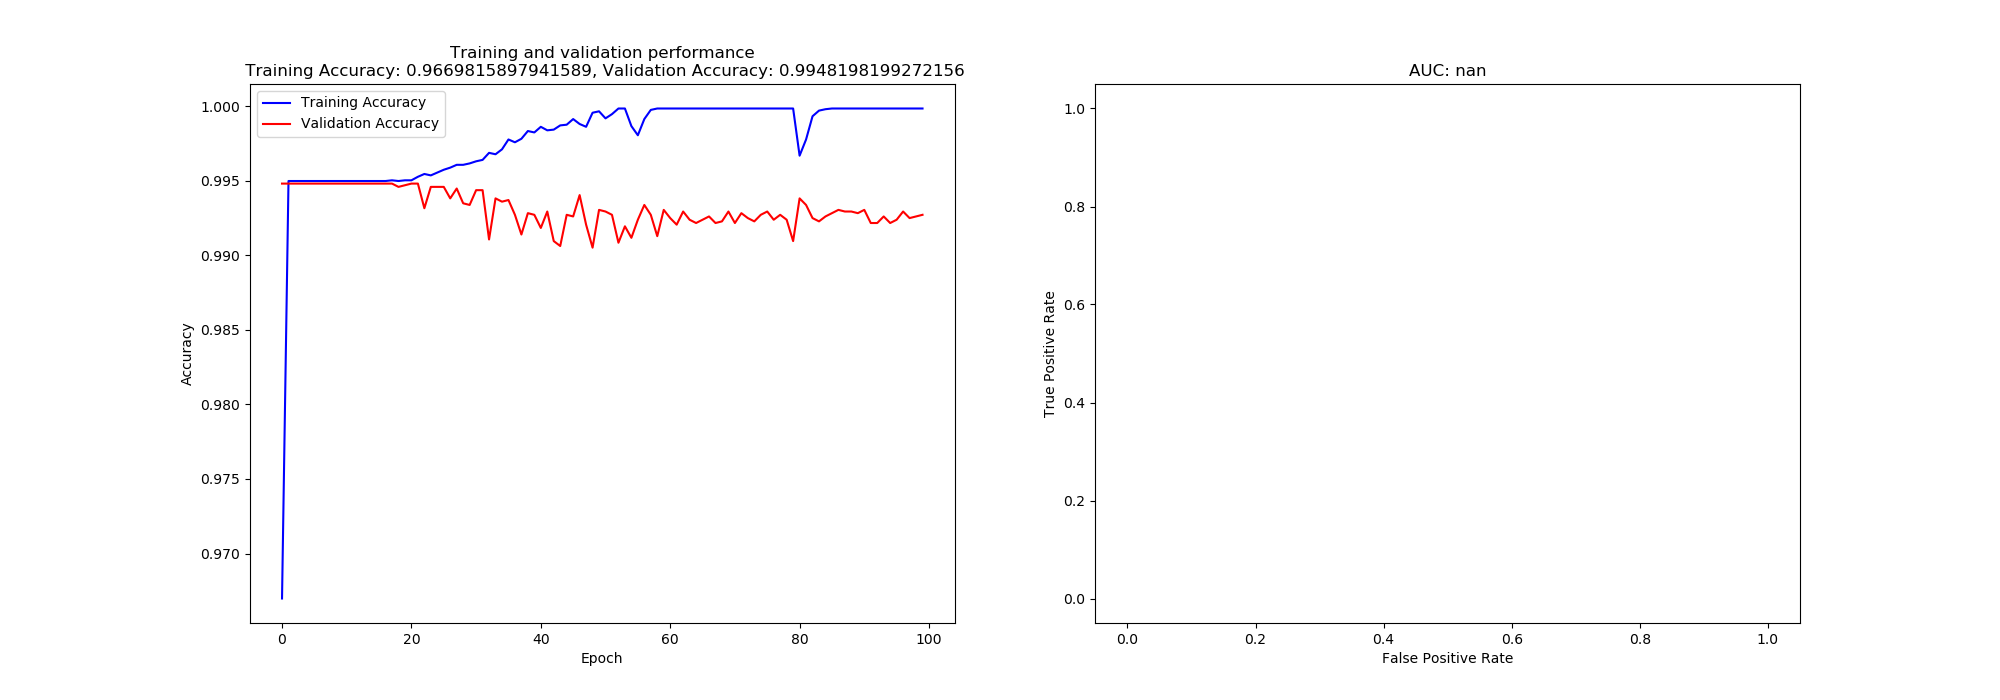 Training and validation performance
Training Accuracy: 0.9669815897941589, Validation Accuracy: 0.9948198199272156
Training Accuracy
Validation Accuracy
1.000
0.995
0.990
0.985
0.980
0.975
0.970
Accuracy
0
20
40
60
80
100
Epoch
AUC: nan
1.0
0.8
0.6
0.4
0.2
0.0
True Positive Rate
0.0
0.2
0.4
0.6
0.8
1.0
False Positive Rate